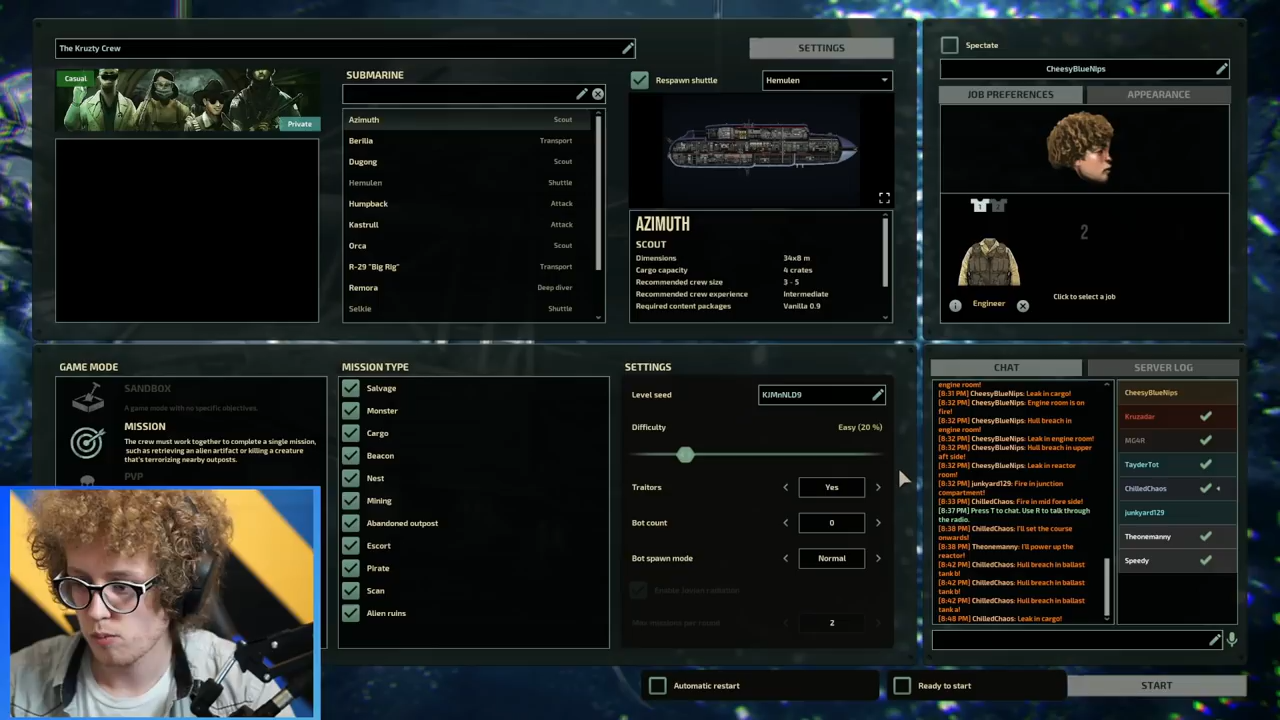 The Kruzty Crew
SETTINGS
Casual
Private
SUBMARINE
Azimuth Scout
Berilia Transport
Dugong Scout
Hemulen Shuttle
Humpback Attack
Kastrull Attack
Orca Scout
R-29 "Big Rig" Transport
Remora Deep diver
Selkie Shuttle
Respawn shuttle
Hemulen
AZIMUTH
SCOUT
Dimensions 34x8 m
Cargo capacity 4 crates
Recommended crew size 3 - 5
Recommended crew experience Intermediate
Required content packages Vanilla 0.9
Spectate
CheesyBlueNips
JOB PREFERENCES
APPEARANCE
1 2
2
Engineer
Click to select a job
GAME MODE
SANDBOX
A game mode with no specific objectives.
MISSION
The crew must work together to complete a single mission,
such as retrieving an alien artifact or killing a creature
that's terrorizing nearby outposts.
PVP
MISSION TYPE
Salvage
Monster
Cargo
Beacon
Nest
Mining
Abandoned outpost
Escort
Pirate
Scan
Alien ruins
SETTINGS
Level seed KJMnNLD9
Difficulty Easy (20 %)
Traitors Yes
Bot count 0
Bot spawn mode Normal
Enable Jovian radiation
Max missions per round 2
CHAT
SERVER LOG
engine room!
[8:31 PM] CheesyBlueNips: Leak in cargo!
[8:32 PM] CheesyBlueNips: Engine room is on
fire!
[8:32 PM] CheesyBlueNips: Hull breach in
engine room!
[8:32 PM] CheesyBlueNips: Leak in engine room!
[8:32 PM] CheesyBlueNips: Hull breach in upper
aft side!
[8:32 PM] CheesyBlueNips: Leak in reactor
room!
[8:32 PM] junkyard129: Fire in junction
compartment!
[8:33 PM] ChilledChaos: Fire in mid fore side!
[8:37 PM] Press T to chat. Use R to talk through
the radio.
[8:38 PM] ChilledChaos: I'll set the course
onwards!
[8:38 PM] Theonemanny: I'll power up the
reactor!
[8:42 PM] ChilledChaos: Hull breach in ballast
tank b!
[8:42 PM] ChilledChaos: Hull breach in ballast
tank b!
[8:42 PM] ChilledChaos: Hull breach in ballast
tank a!
[8:48 PM] ChilledChaos: Leak in cargo!
CheesyBlueNips
Kruzadar
MG4R
TayderTot
ChilledChaos
junkyard129
Theonemanny
Speedy
Automatic restart
Ready to start
START